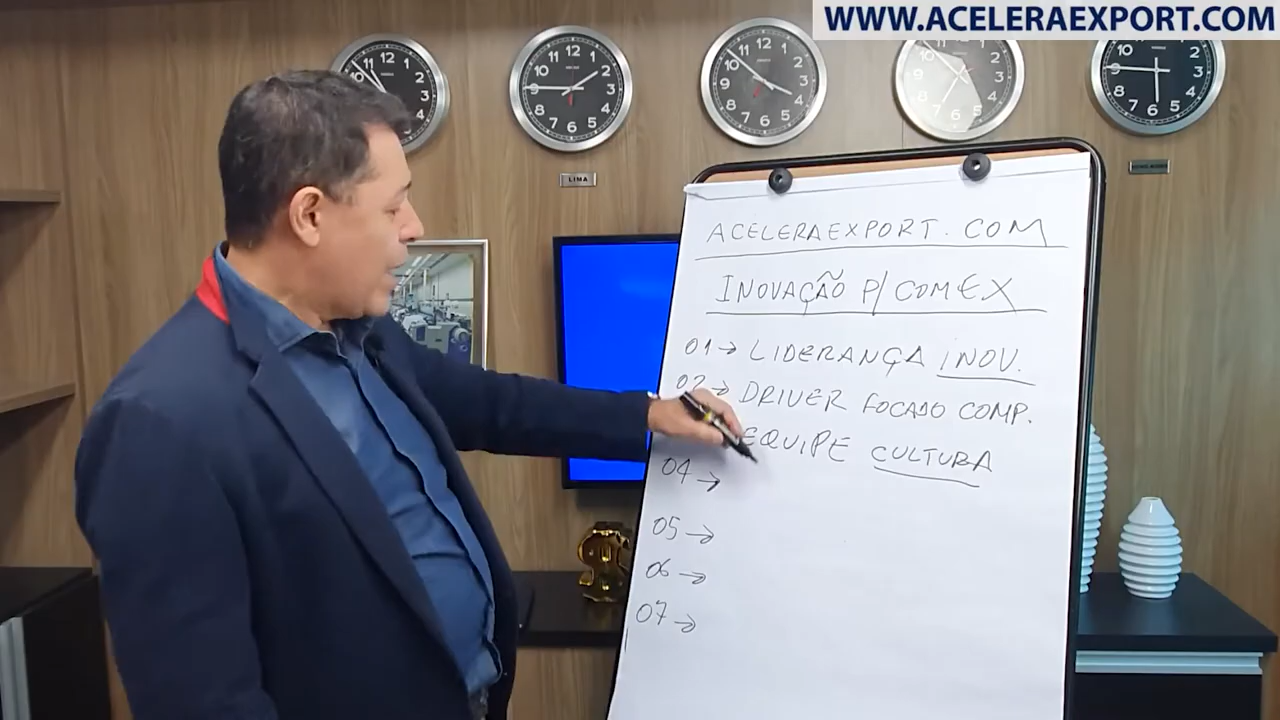 WWW.ACELERAEXPORT.COM
LIMA
ACELERAEXPORT.COM
INOVAÇÃO P/ COMEX
01→ LIDERANÇA INOV.
02→ DRIVER FOCADO COMP.
EQUIPE CULTURA
04→
05→
06→
07→